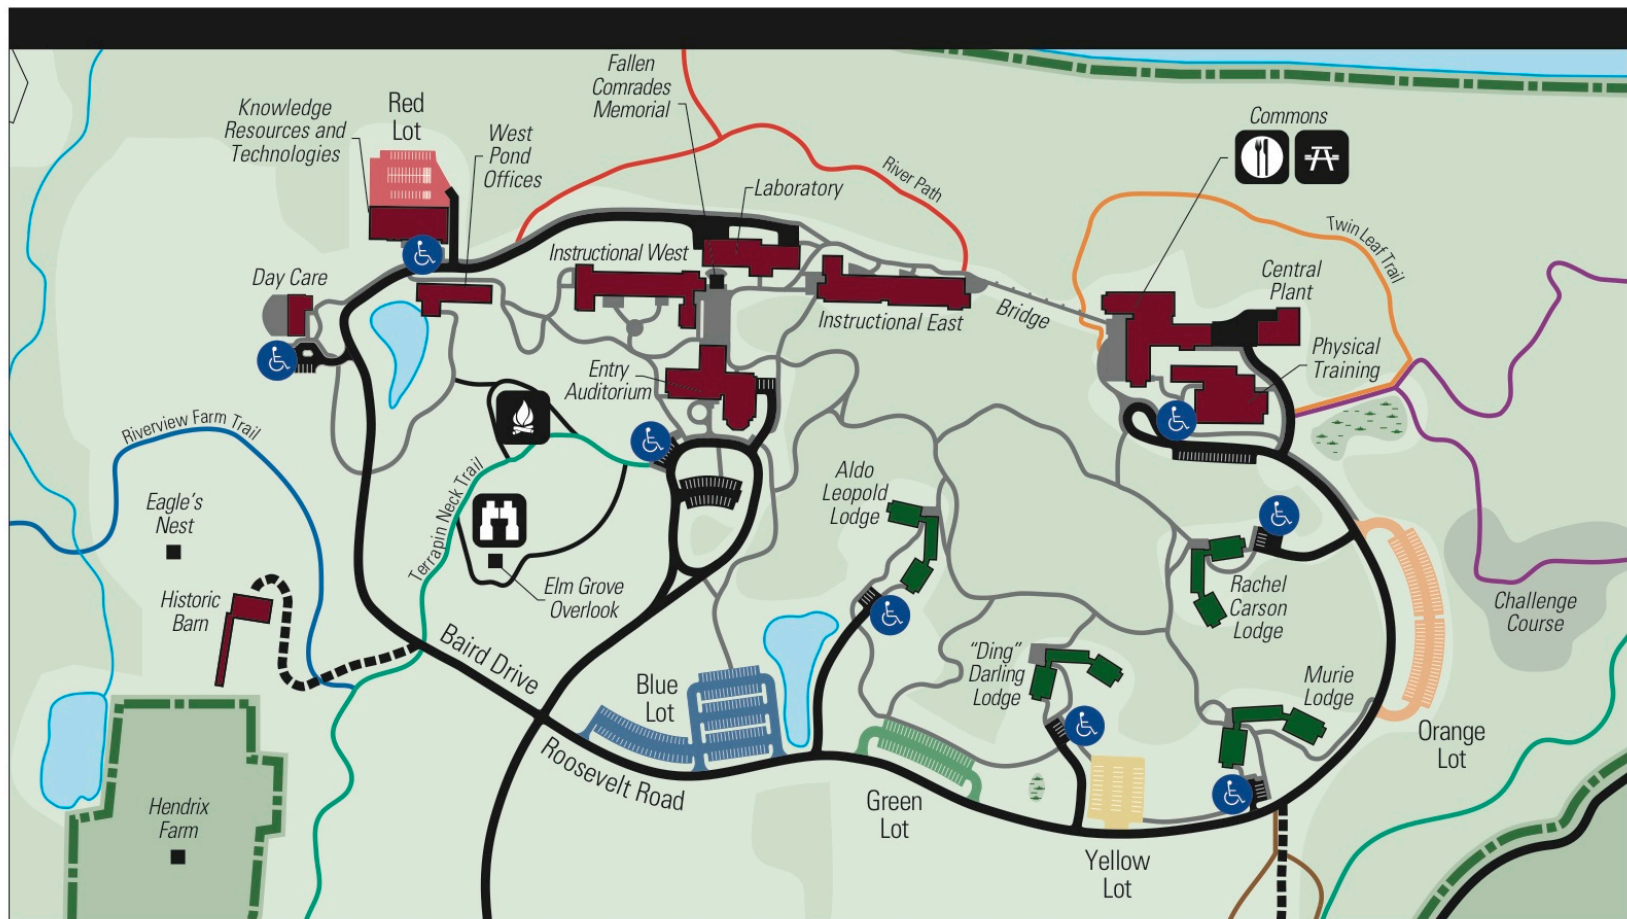 Fallen
Comrades
Memorial
Knowledge
Resources and
Technologies
Red
Lot
West
Pond
Offices
Commons
Laboratory
River Path
Twin Leaf Trail
Instructional West
Day Care
Central
Plant
Instructional East
Bridge
Physical
Training
Entry
Auditorium
Riverview Farm Trail
Terrapin Neck Trail
Aldo
Leopold
Lodge
Eagle's
Nest
Elm Grove
Overlook
Historic
Barn
Rachel
Carson
Lodge
Challenge
Course
Baird Drive
"Ding"
Darling
Lodge
Blue
Lot
Murie
Lodge
Orange
Lot
Roosevelt Road
Green
Lot
Hendrix
Farm
Yellow
Lot